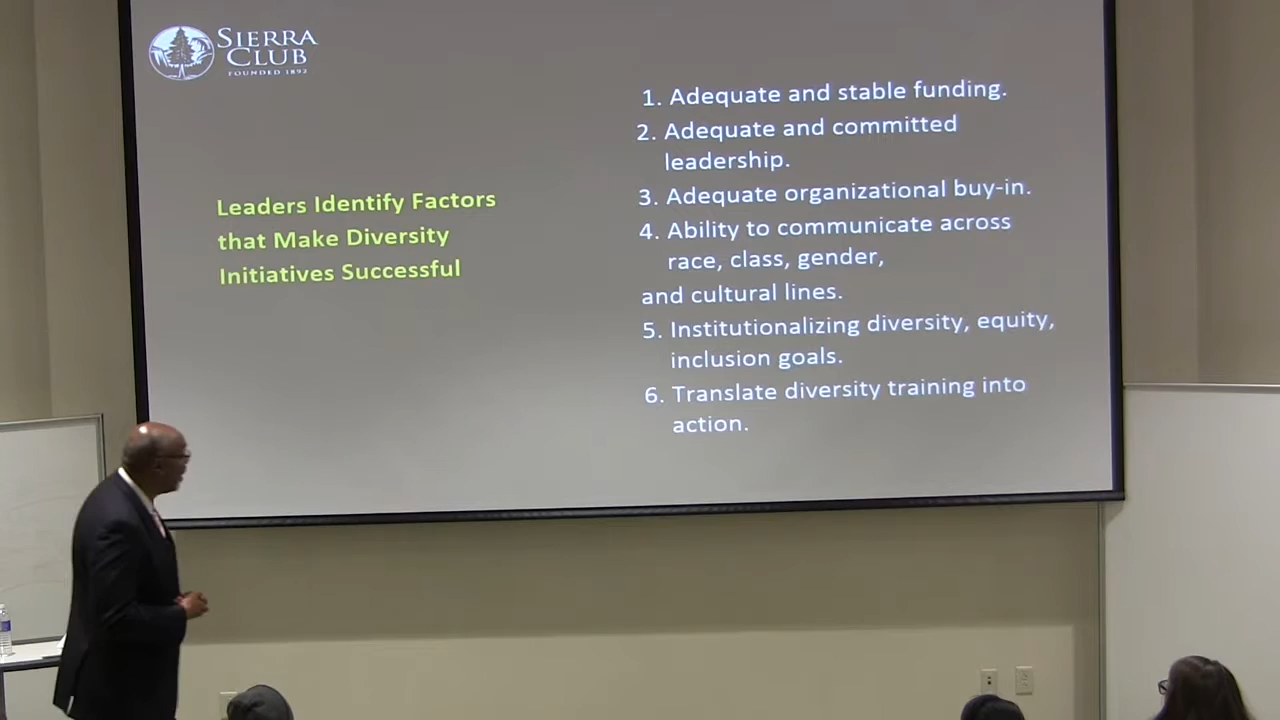 SIERRA
CLUB
FOUNDED 1892
Leaders Identify Factors
that Make Diversity
Initiatives Successful
1. Adequate and stable funding.
2. Adequate and committed
leadership.
3. Adequate organizational buy-in.
4. Ability to communicate across
race, class, gender,
and cultural lines.
5. Institutionalizing diversity, equity,
inclusion goals.
6. Translate diversity training into
action.